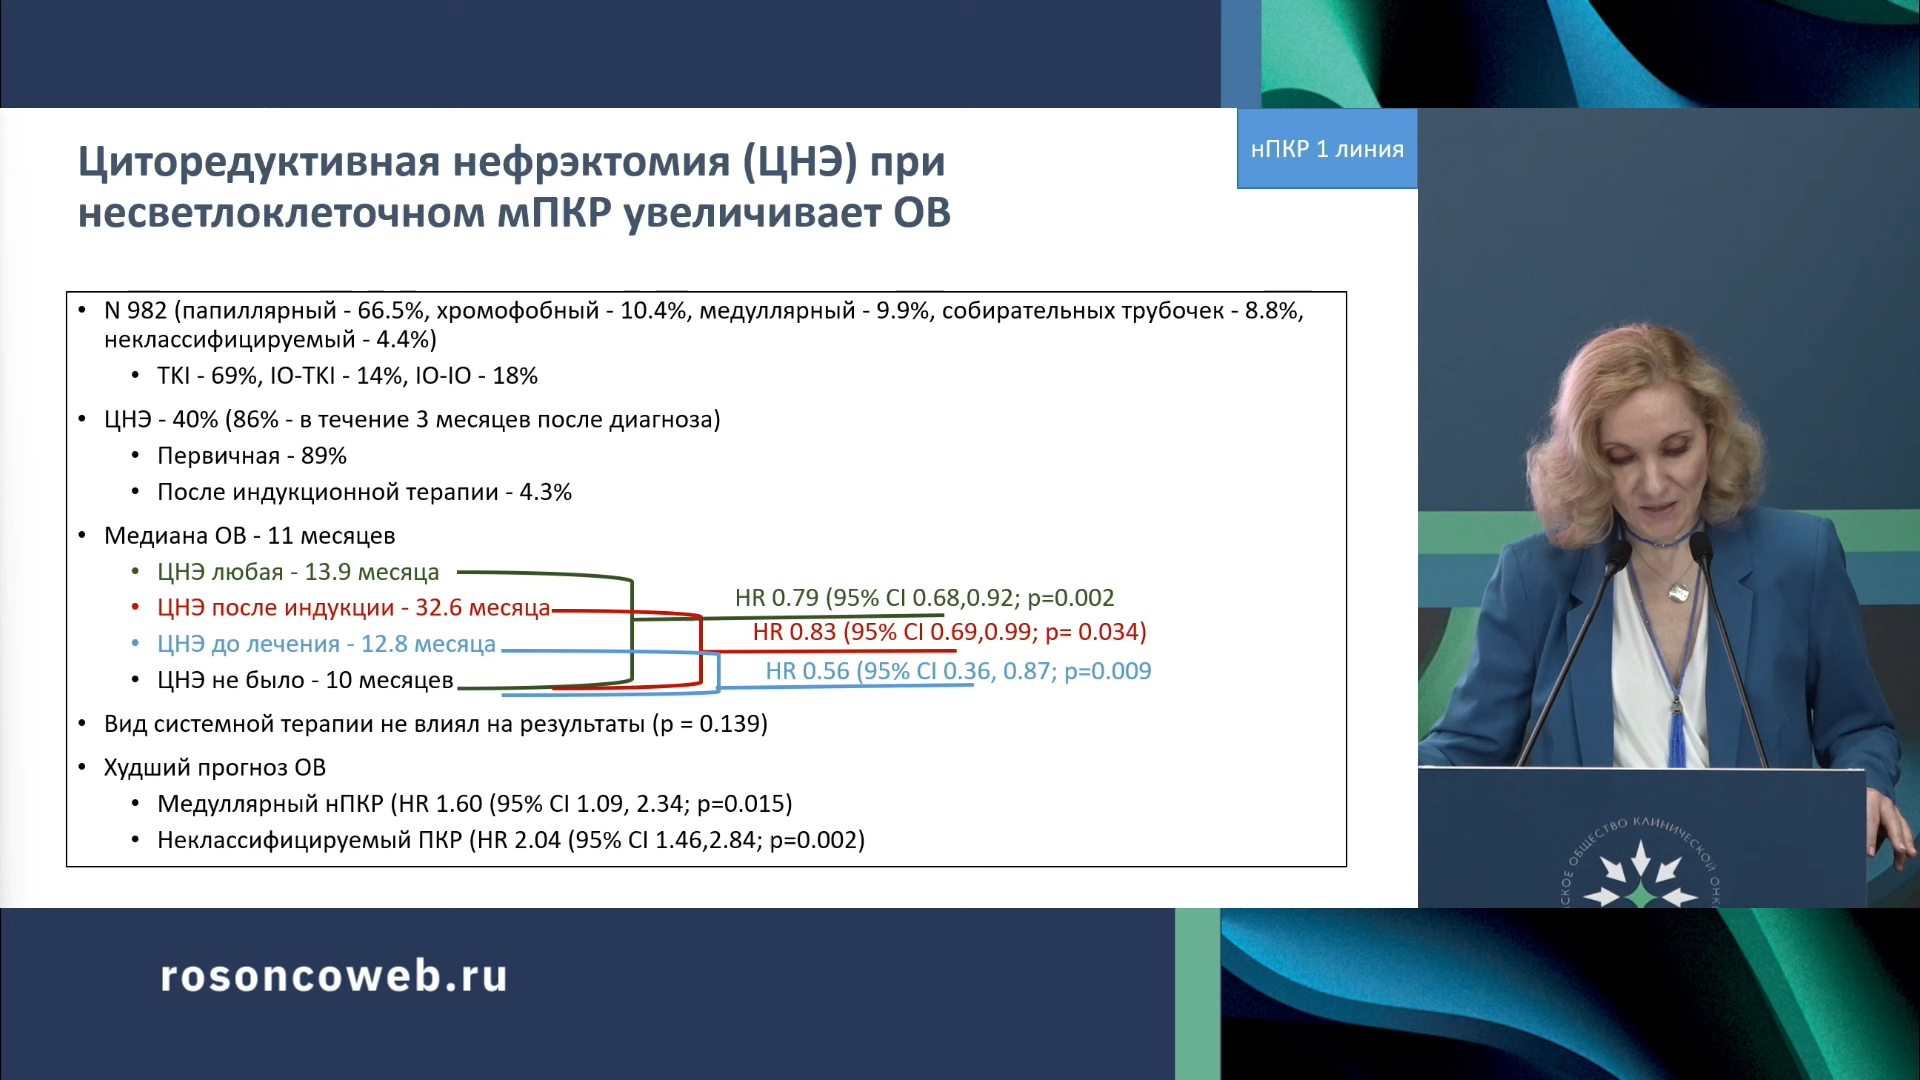 нПКР 1 линия
Циторедуктивная нефрэктомия (ЦНЭ) при
несветлоклеточном мПКР увеличивает ОВ
• N 982 (папиллярный - 66.5%, хромофобный - 10.4%, медуллярный - 9.9%, собирательных трубочек - 8.8%,
неклассифицируемый - 4.4%)
• TKI - 69%, IO-TKI - 14%, IO-IO - 18%
• ЦНЭ - 40% (86% - в течение 3 месяцев после диагноза)
• Первичная - 89%
• После индукционной терапии - 4.3%
• Медиана ОВ - 11 месяцев
• ЦНЭ любая - 13.9 месяца
HR 0.79 (95% CI 0.68,0.92; p=0.002
• ЦНЭ после индукции - 32.6 месяца
HR 0.83 (95% CI 0.69,0.99; p= 0.034)
• ЦНЭ до лечения - 12.8 месяца
HR 0.56 (95% CI 0.36, 0.87; p=0.009
• ЦНЭ не было - 10 месяцев
• Вид системной терапии не влиял на результаты (p = 0.139)
• Худший прогноз ОВ
• Медуллярный нПКР (HR 1.60 (95% CI 1.09, 2.34; p=0.015)
• Неклассифицируемый ПКР (HR 2.04 (95% CI 1.46,2.84; p=0.002)
ОБЩЕСТВО КЛИНИЧЕСКОЙ
rosoncoweb.ru